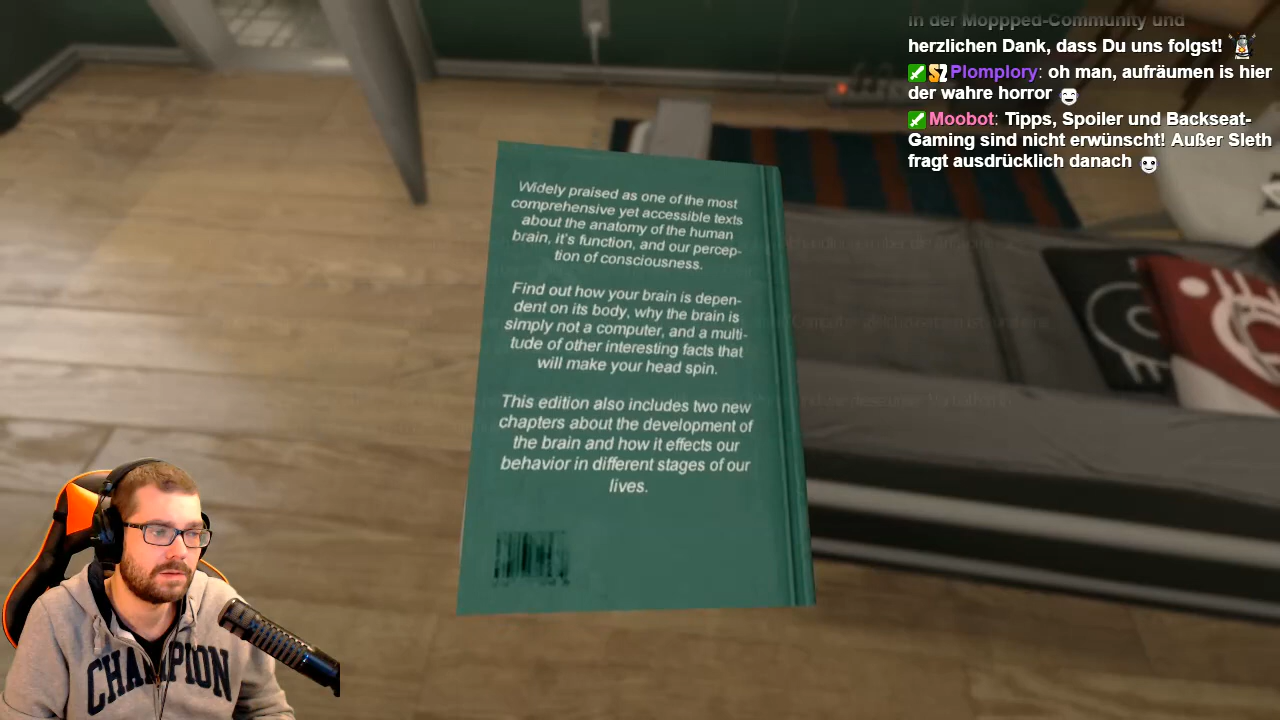 in der Moppped-Community und
herzlichen Dank, dass Du uns folgst!
Plomplory: oh man, aufräumen is hier
der wahre horror
Moobot: Tipps, Spoiler und Backseat-
Gaming sind nicht erwünscht! Außer Sleth
fragt ausdrücklich danach
Widely praised as one of the most
comprehensive yet accessible texts
about the anatomy of the human
brain, it's function, and our percep-
tion of consciousness.
Find out how your brain is depen-
dent on its body, why the brain is
simply not a computer, and a multi-
tude of other interesting facts that
will make your head spin.
This edition also includes two new
chapters about the development of
the brain and how it effects our
behavior in different stages of our
lives.
CHAMPION